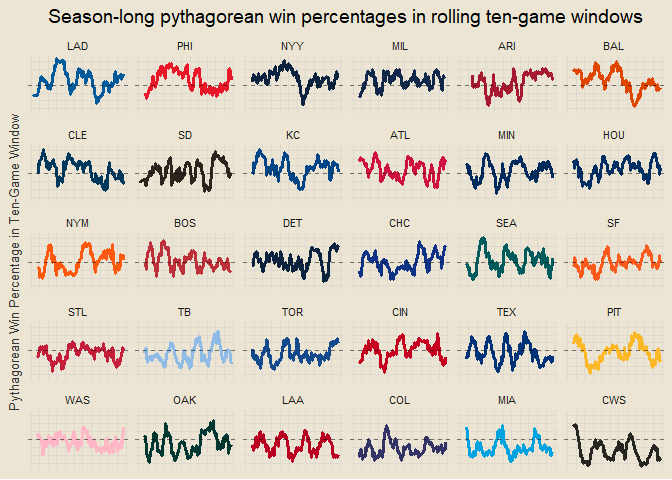 Season-long pythagorean win percentages in rolling ten-game windows
Pythagorean Win Percentage in Ten-Game Window
LAD PHI NYY MIL ARI BAL
CLE SD KC ATL MIN HOU
NYM BOS DET CHC SEA SF
STL TB TOR CIN TEX PIT
WAS OAK LAA COL MIA CWS